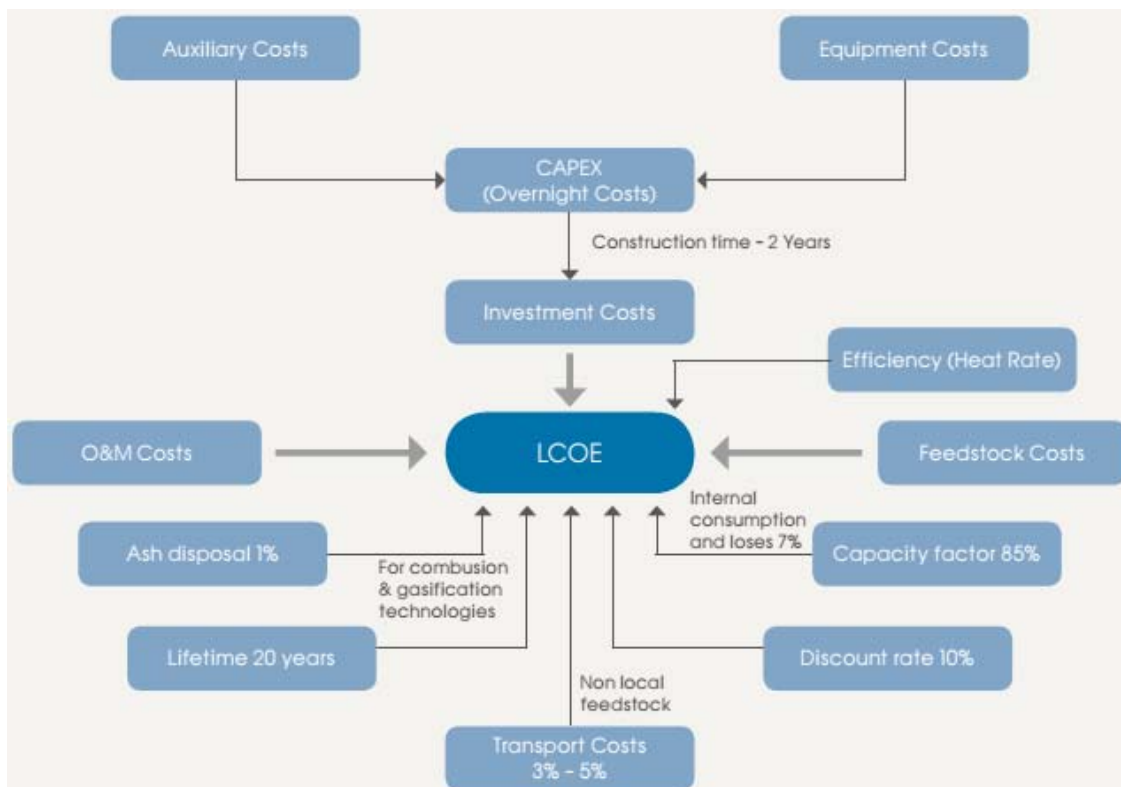 Auxiliary Costs
Equipment Costs
CAPEX
(Overnight Costs)
Construction time - 2 Years
Investment Costs
Efficiency (Heat Rate)
O&M Costs
LCOE
Feedstock Costs
Internal
consumption
and loses 7%
Ash disposal 1%
For combusion
& gasification
technologies
Capacity factor 85%
Lifetime 20 years
Non local
feedstock
Discount rate 10%
Transport Costs
3% - 5%